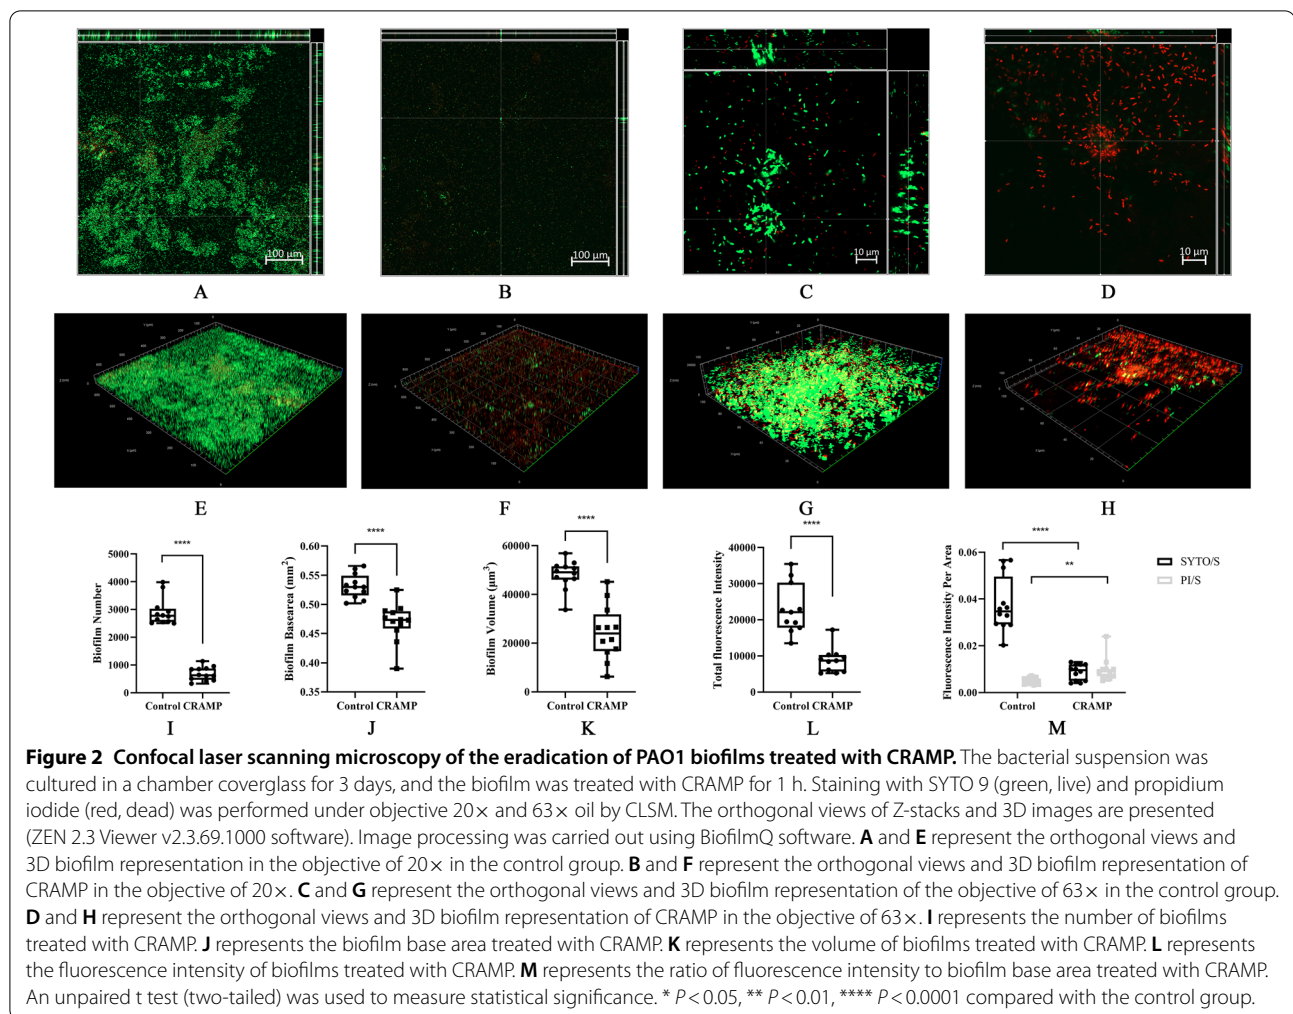 100 μm
100 μm
10 μm
10 μm
A
B
C
D
E
F
G
H
****
5000
4000
3000
2000
1000
0
Biofilm Number
Control CRAMP
I
****
0.60
0.55
0.50
0.45
0.40
0.35
Biofilm Basearea (mm²)
Control CRAMP
J
****
60000
40000
20000
0
Biofilm Volume (μm³)
Control CRAMP
K
****
40000
30000
20000
10000
0
Total fluorescence Intensity
Control CRAMP
L
****
**
0.06
0.04
0.02
0.00
Fluorescence Intensity Per Area
Control
CRAMP
SYTO/S
PI/S
M
Figure 2 Confocal laser scanning microscopy of the eradication of PAO1 biofilms treated with CRAMP. The bacterial suspension was
cultured in a chamber coverglass for 3 days, and the biofilm was treated with CRAMP for 1 h. Staining with SYTO 9 (green, live) and propidium
iodide (red, dead) was performed under objective 20× and 63× oil by CLSM. The orthogonal views of Z-stacks and 3D images are presented
(ZEN 2.3 Viewer v2.3.69.1000 software). Image processing was carried out using BiofilmQ software. A and E represent the orthogonal views and
3D biofilm representation in the objective of 20× in the control group. B and F represent the orthogonal views and 3D biofilm representation of
CRAMP in the objective of 20×. C and G represent the orthogonal views and 3D biofilm representation of the objective of 63× in the control group.
D and H represent the orthogonal views and 3D biofilm representation of CRAMP in the objective of 63×. I represents the number of biofilms
treated with CRAMP. J represents the biofilm base area treated with CRAMP. K represents the volume of biofilms treated with CRAMP. L represents
the fluorescence intensity of biofilms treated with CRAMP. M represents the ratio of fluorescence intensity to biofilm base area treated with CRAMP.
An unpaired t test (two-tailed) was used to measure statistical significance. * P < 0.05, ** P < 0.01, **** P < 0.0001 compared with the control group.